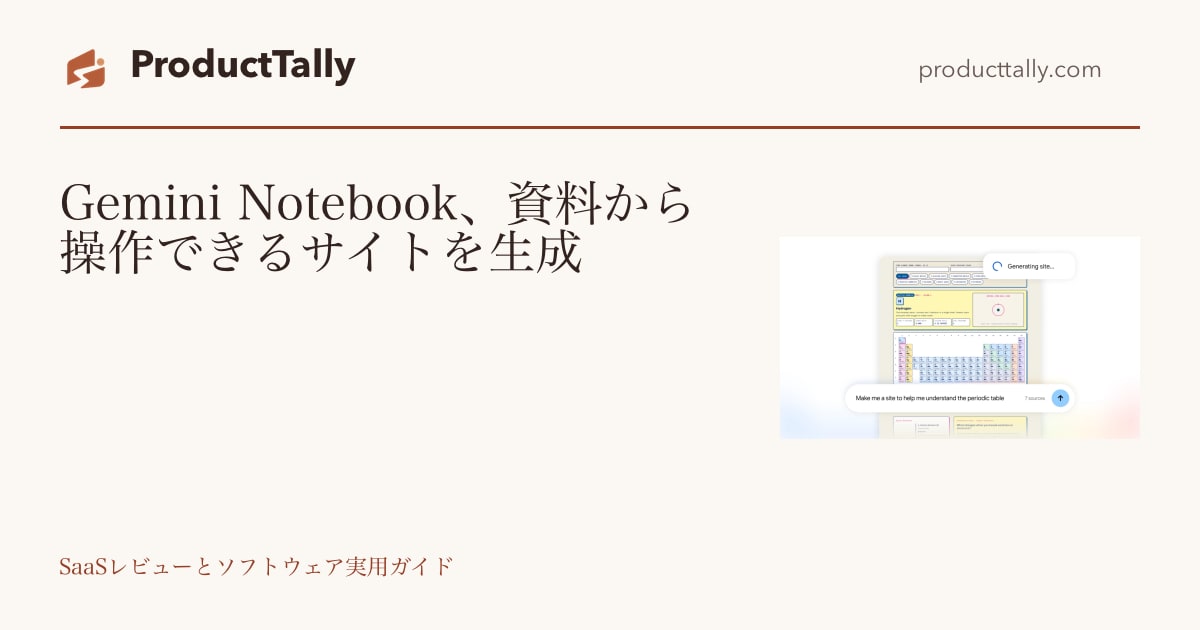 ProductTally
producttally.com
Gemini Notebook、資料から
操作できるサイトを生成
Generating site...
Hydrogen
Make me a site to help me understand the periodic table
7 sources
SaaSレビューとソフトウェア実用ガイド